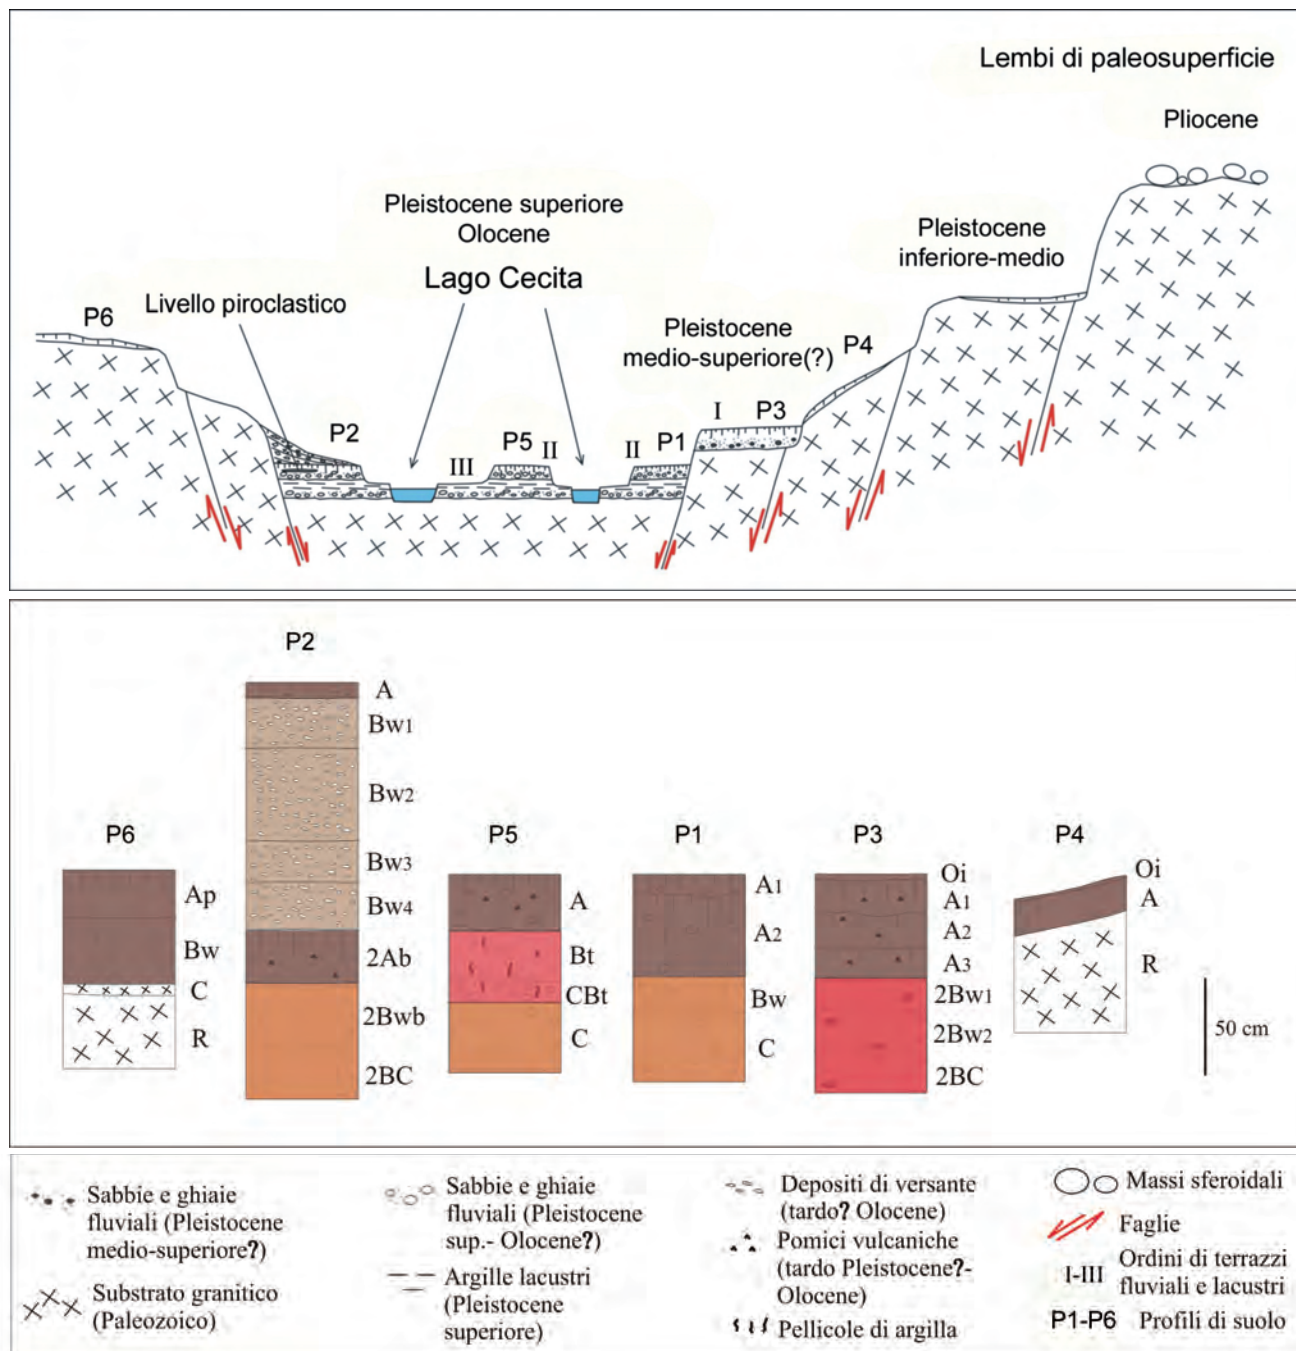 Lembi di paleosuperficie
Pliocene
Pleistocene superiore
Olocene
Lago Cecita
Pleistocene
inferiore-medio
Livello piroclastico
P6
Pleistocene
medio-superiore(?)
P4
P2
III
P5
II
II
P1
I
P3
P2
A
Bw1
Bw2
Bw3
Bw4
2Ab
2Bwb
2BC
P6
Ap
Bw
C
R
P5
A
Bt
CBt
C
P1
A1
A2
Bw
C
P3
Oi
A1
A2
A3
2Bw1
2Bw2
2BC
P4
Oi
A
R
50 cm
Sabbie e ghiaie
fluviali (Pleistocene
medio-superiore?)
Substrato granitico
(Paleozoico)
Sabbie e ghiaie
fluviali (Pleistocene
sup.- Olocene?)
Argille lacustri
(Pleistocene
superiore)
Depositi di versante
(tardo? Olocene)
Pomici vulcaniche
(tardo Pleistocene?-
Olocene)
Pellicole di argilla
Massi sferoidali
Faglie
I-III Ordini di terrazzi
fluviali e lacustri
P1-P6 Profili di suolo